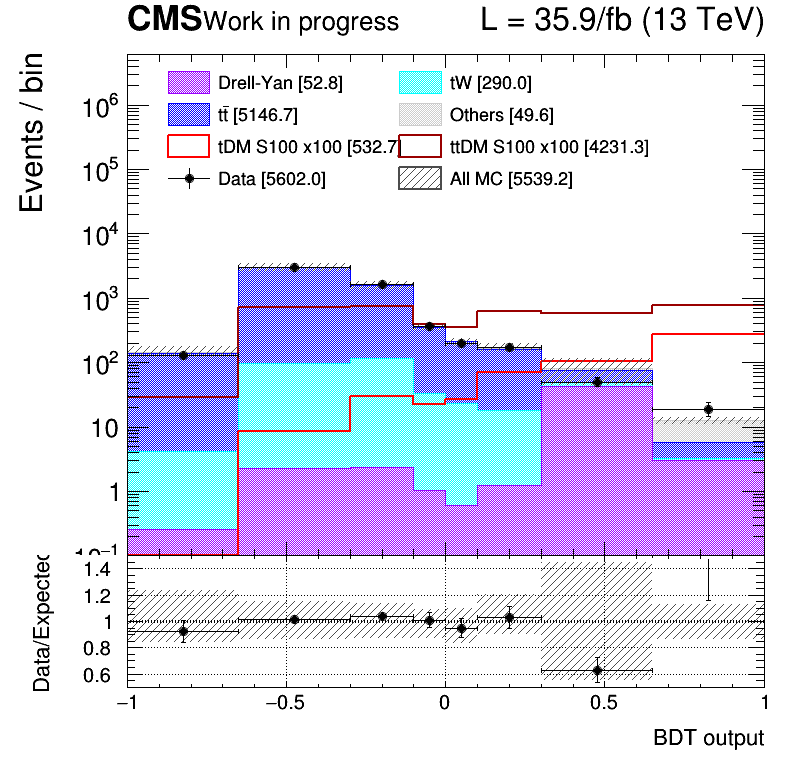 CMS Work in progress L = 35.9/fb (13 TeV)
Events / bin
Drell-Yan [52.8] tW [290.0]
tt̄ [5146.7] Others [49.6]
tDM S100 x100 [532.7] ttDM S100 x100 [4231.3]
Data [5602.0] All MC [5539.2]
10⁶
10⁵
10⁴
10³
10²
10
1
10⁻¹
Data/Expected
1.4
1.2
1
0.8
0.6
−1 −0.5 0 0.5 1
BDT output